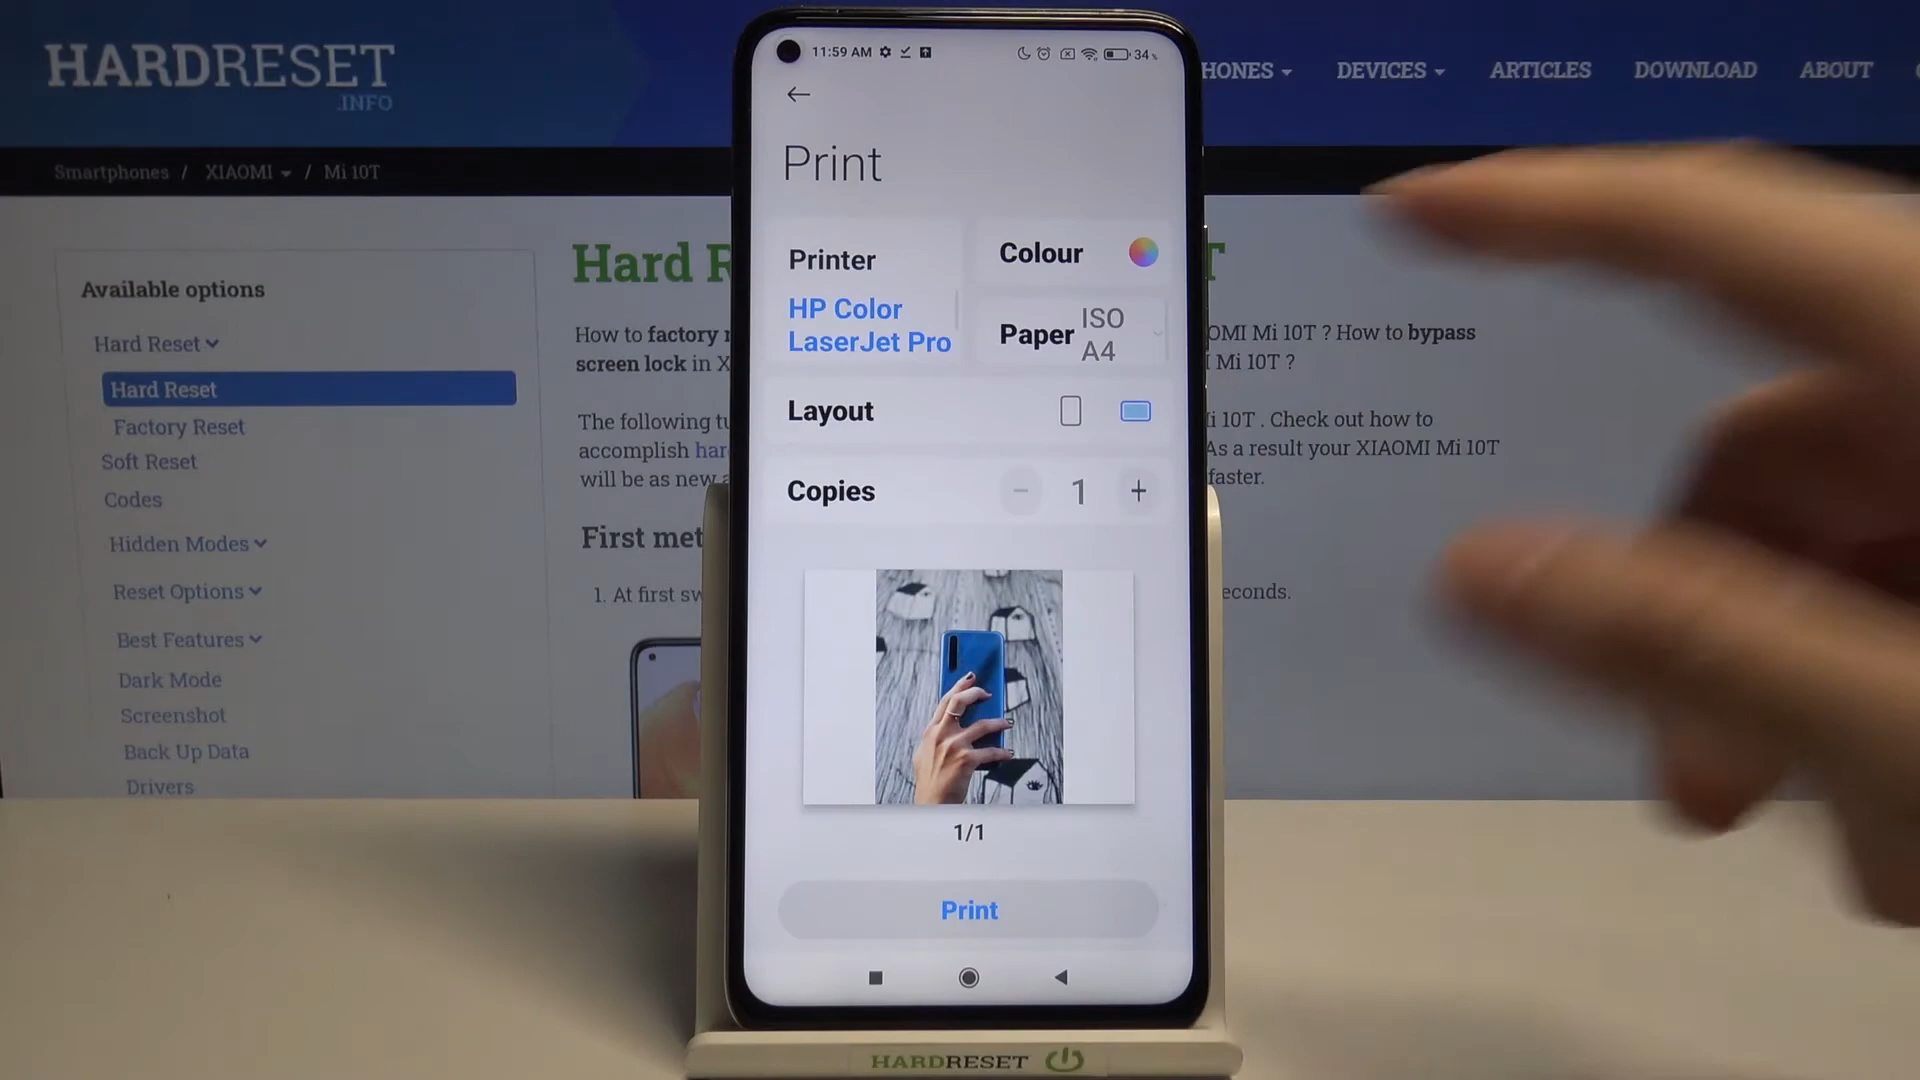 HARDRESET
.INFO
HONES
DEVICES
ARTICLES
DOWNLOAD
ABOUT
Smartphones / XIAOMI / Mi 10T
Available options
Hard Reset
Hard Reset
Factory Reset
Soft Reset
Codes
Hidden Modes
Reset Options
Best Features
Dark Mode
Screenshot
Back Up Data
Drivers
Hard R
T
How to factory
OMI Mi 10T ? How to bypass
screen lock in X
I Mi 10T ?
The following tu
i 10T . Check out how to
accomplish har
As a result your XIAOMI Mi 10T
will be as new a
faster.
First met
1. At first sw
econds.
11:59 AM
34%
Print
Printer
HP Color
LaserJet Pro
Colour
Paper
ISO
A4
Layout
Copies
1
1/1
Print
HARDRESET